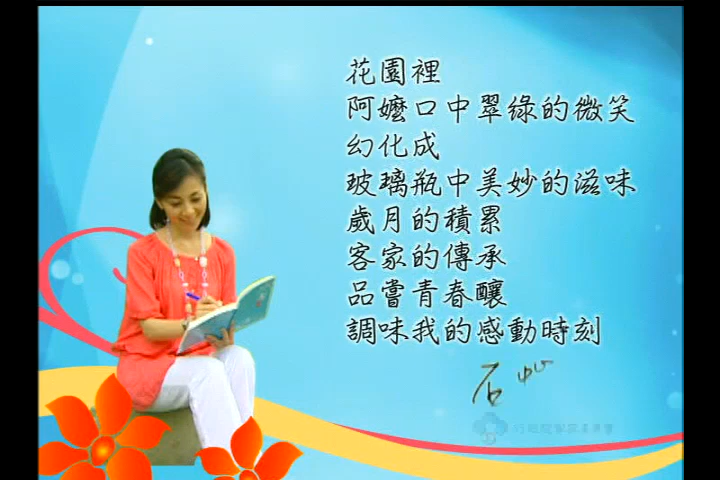 花園裡
阿嬤口中翠綠的微笑
幻化成
玻璃瓶中美妙的滋味
歲月的積累
客家的傳承
品嘗青春釀
調味我的感動時刻